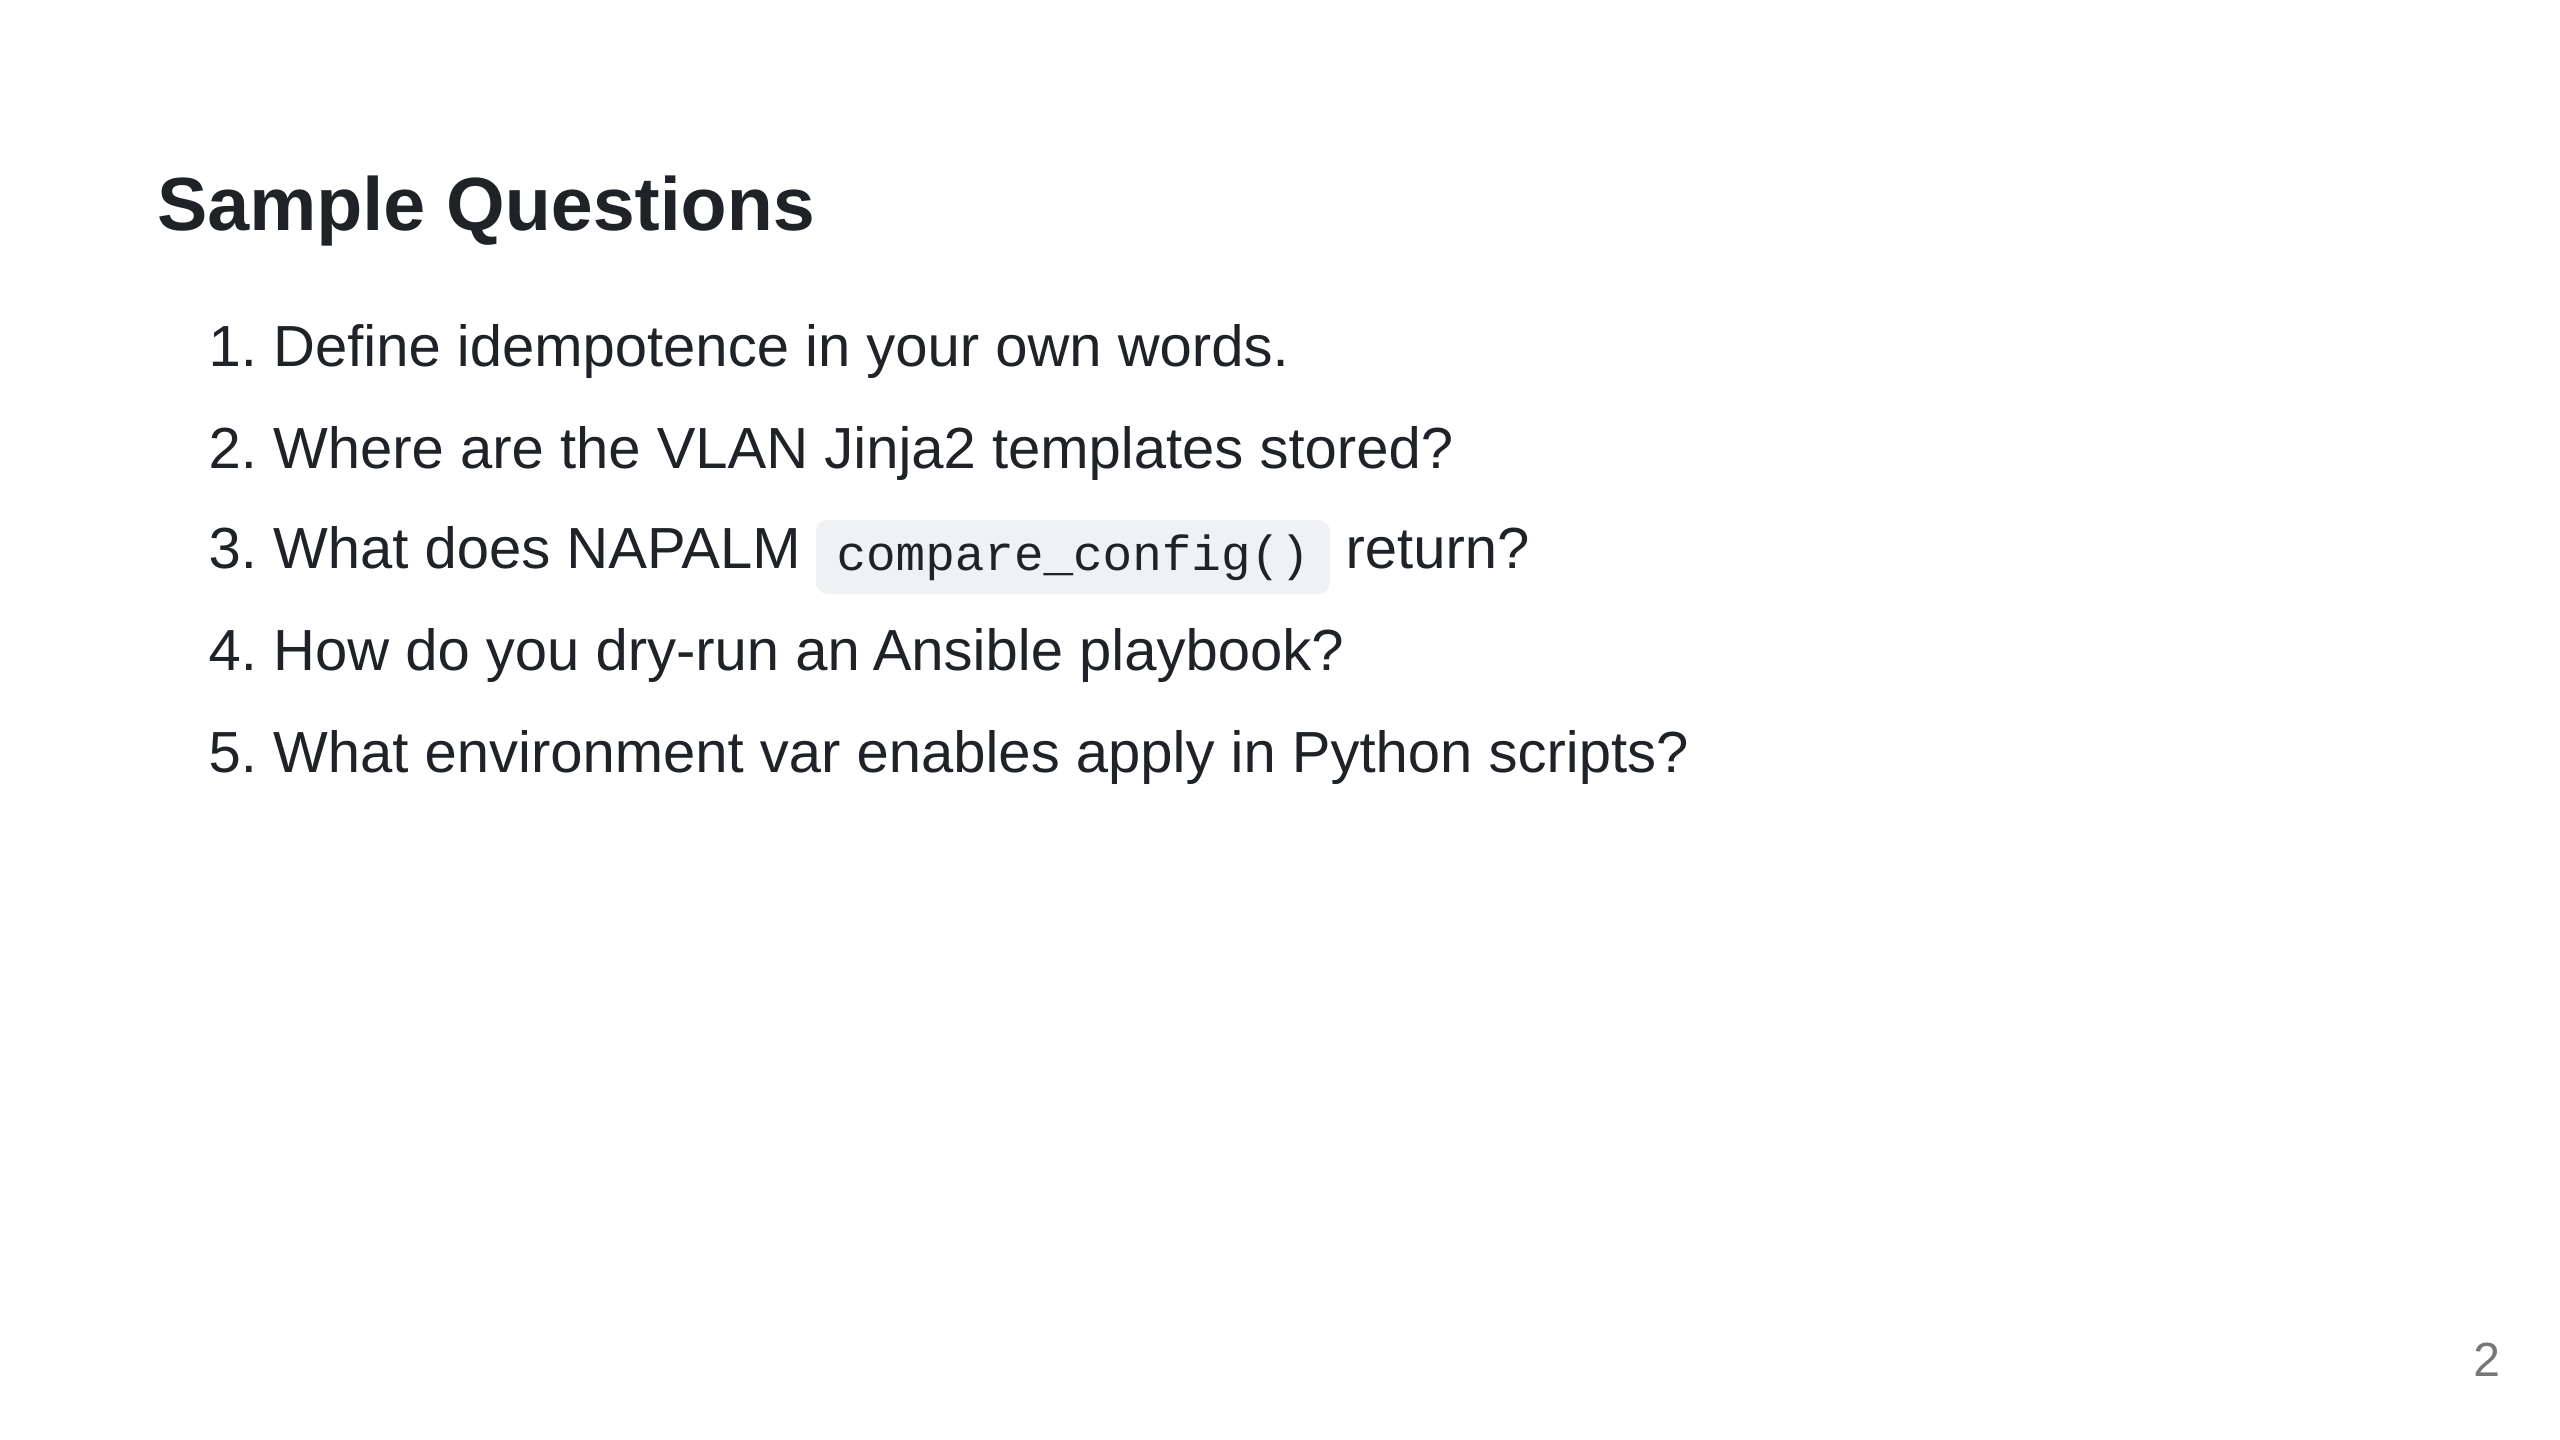 Sample Questions
1. Define idempotence in your own words.
2. Where are the VLAN Jinja2 templates stored?
3. What does NAPALM compare_config() return?
4. How do you dry-run an Ansible playbook?
5. What environment var enables apply in Python scripts?
2